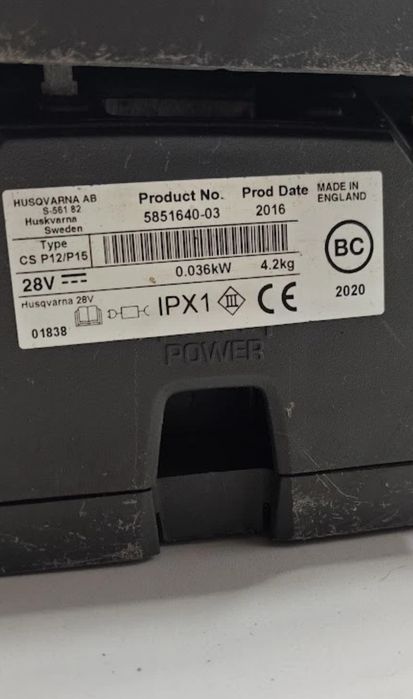 HUSQVARNA AB
S-561 82
Huskvarna
Sweden
Product No.
5851640-03
Prod Date
2016
MADE IN
ENGLAND
Type
CS P12/P15
BC
28V
0.036kW
4.2kg
2020
Husqvarna 28V
01838
IPX1
III
CE
POWER